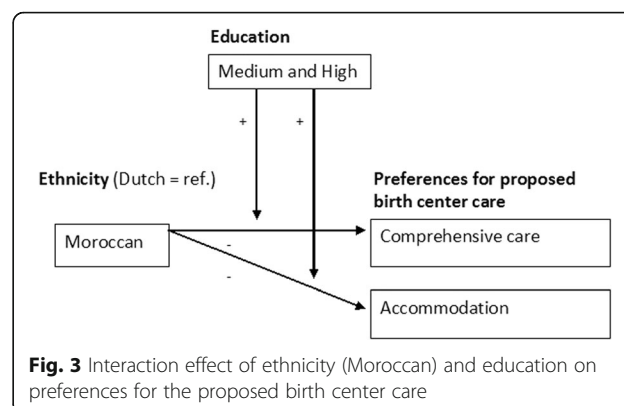 Education
Medium and High
+ +
Ethnicity (Dutch = ref.)
Preferences for proposed
birth center care
Moroccan
-
-
Comprehensive care
Accommodation
Fig. 3 Interaction effect of ethnicity (Moroccan) and education on
preferences for the proposed birth center care